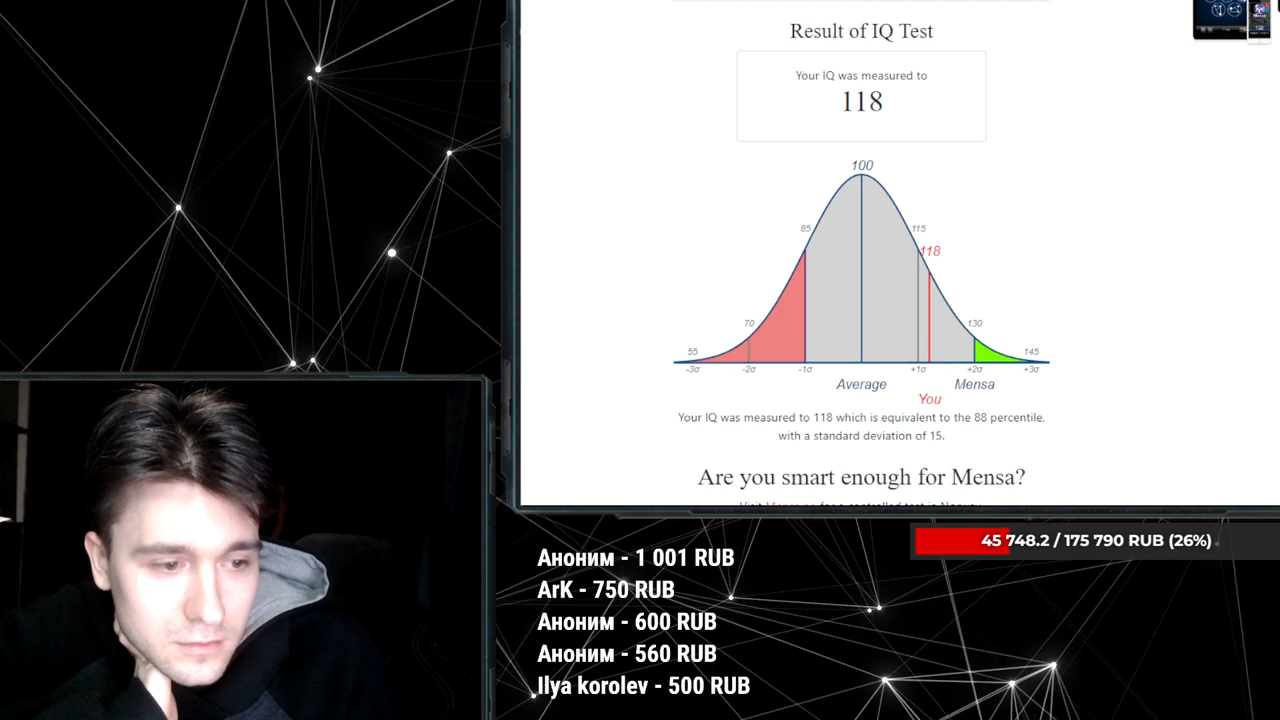 Result of IQ Test
Your IQ was measured to
118
100
85
115
118
70
130
55
145
-3σ
-2σ
-1σ
+1σ
+2σ
+3σ
Average
Mensa
You
Your IQ was measured to 118 which is equivalent to the 88 percentile,
with a standard deviation of 15.
Are you smart enough for Mensa?
45 748.2 / 175 790 RUB (26%)
Аноним - 1 001 RUB
ArK - 750 RUB
Аноним - 600 RUB
Аноним - 560 RUB
Ilya korolev - 500 RUB